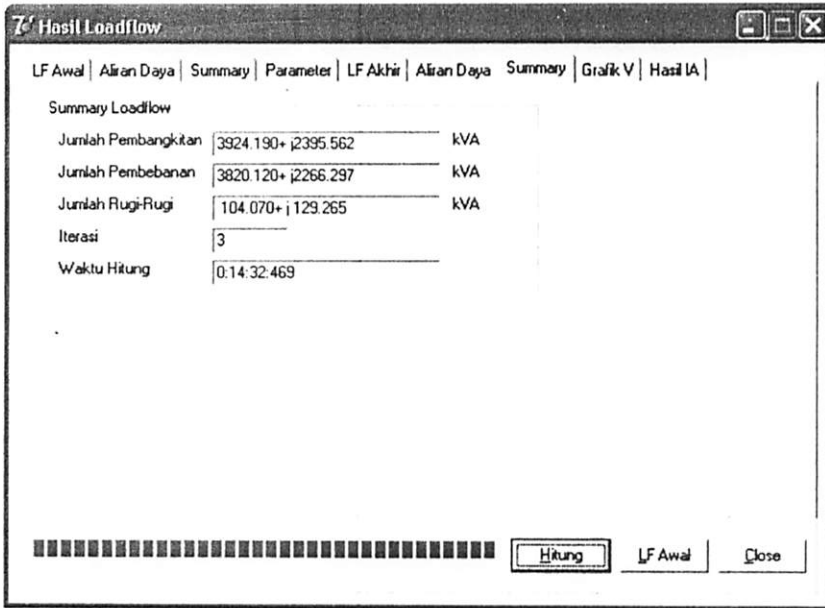 Hasil Loadflow
LF Awal | Aliran Daya | Summary | Parameter | LF Akhir | Aliran Daya | Summary | Grafik V | Hasil IA
Summary Loadflow
Jumlah Pembangkitan 3924.190+ j2395.562 kVA
Jumlah Pembebanan 3820.120+ j2266.297 kVA
Jumlah Rugi-Rugi 104.070+ j 129.265 kVA
Iterasi 3
Waktu Hitung 0:14:32:469
Hitung LF Awal Close